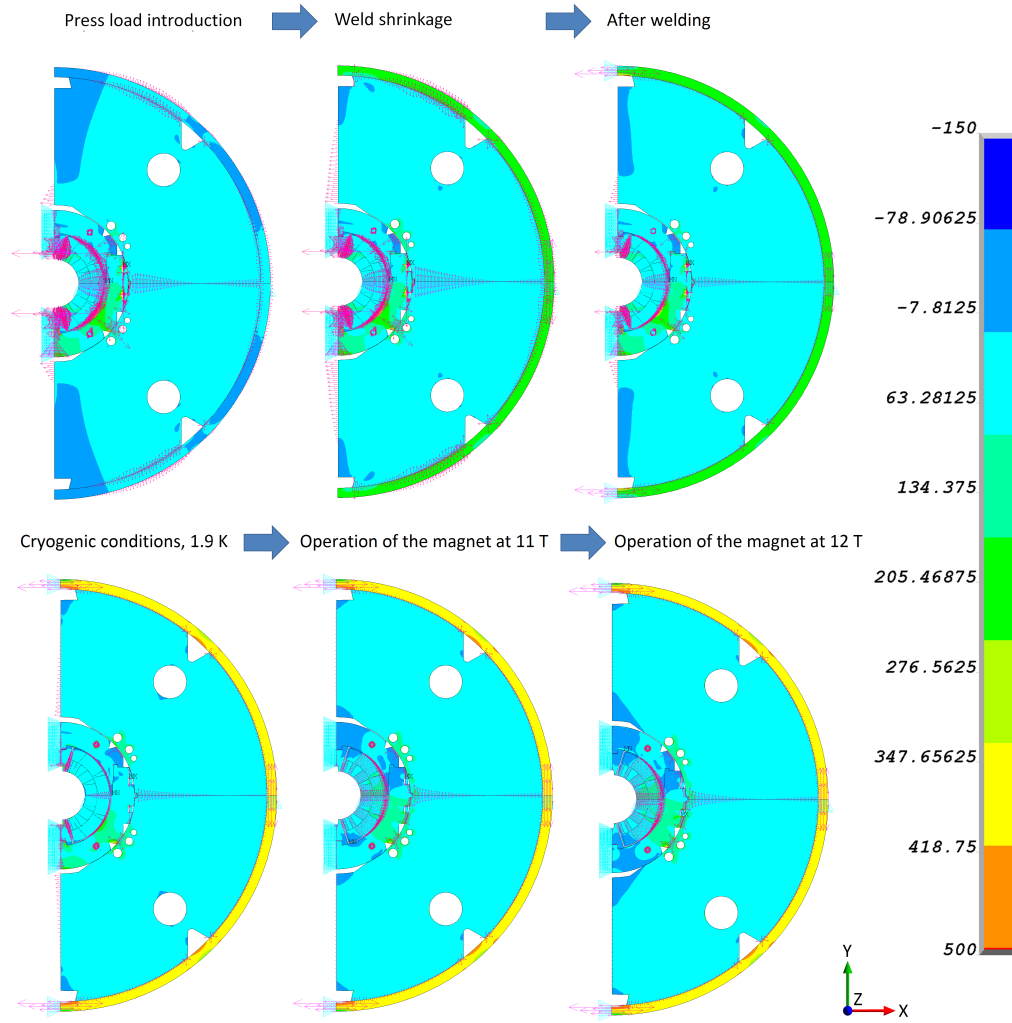 Press load introduction
Weld shrinkage
After welding
-150
-78.90625
-7.8125
63.28125
134.375
205.46875
276.5625
347.65625
418.75
500
Cryogenic conditions, 1.9 K
Operation of the magnet at 11 T
Operation of the magnet at 12 T
Y
Z
X